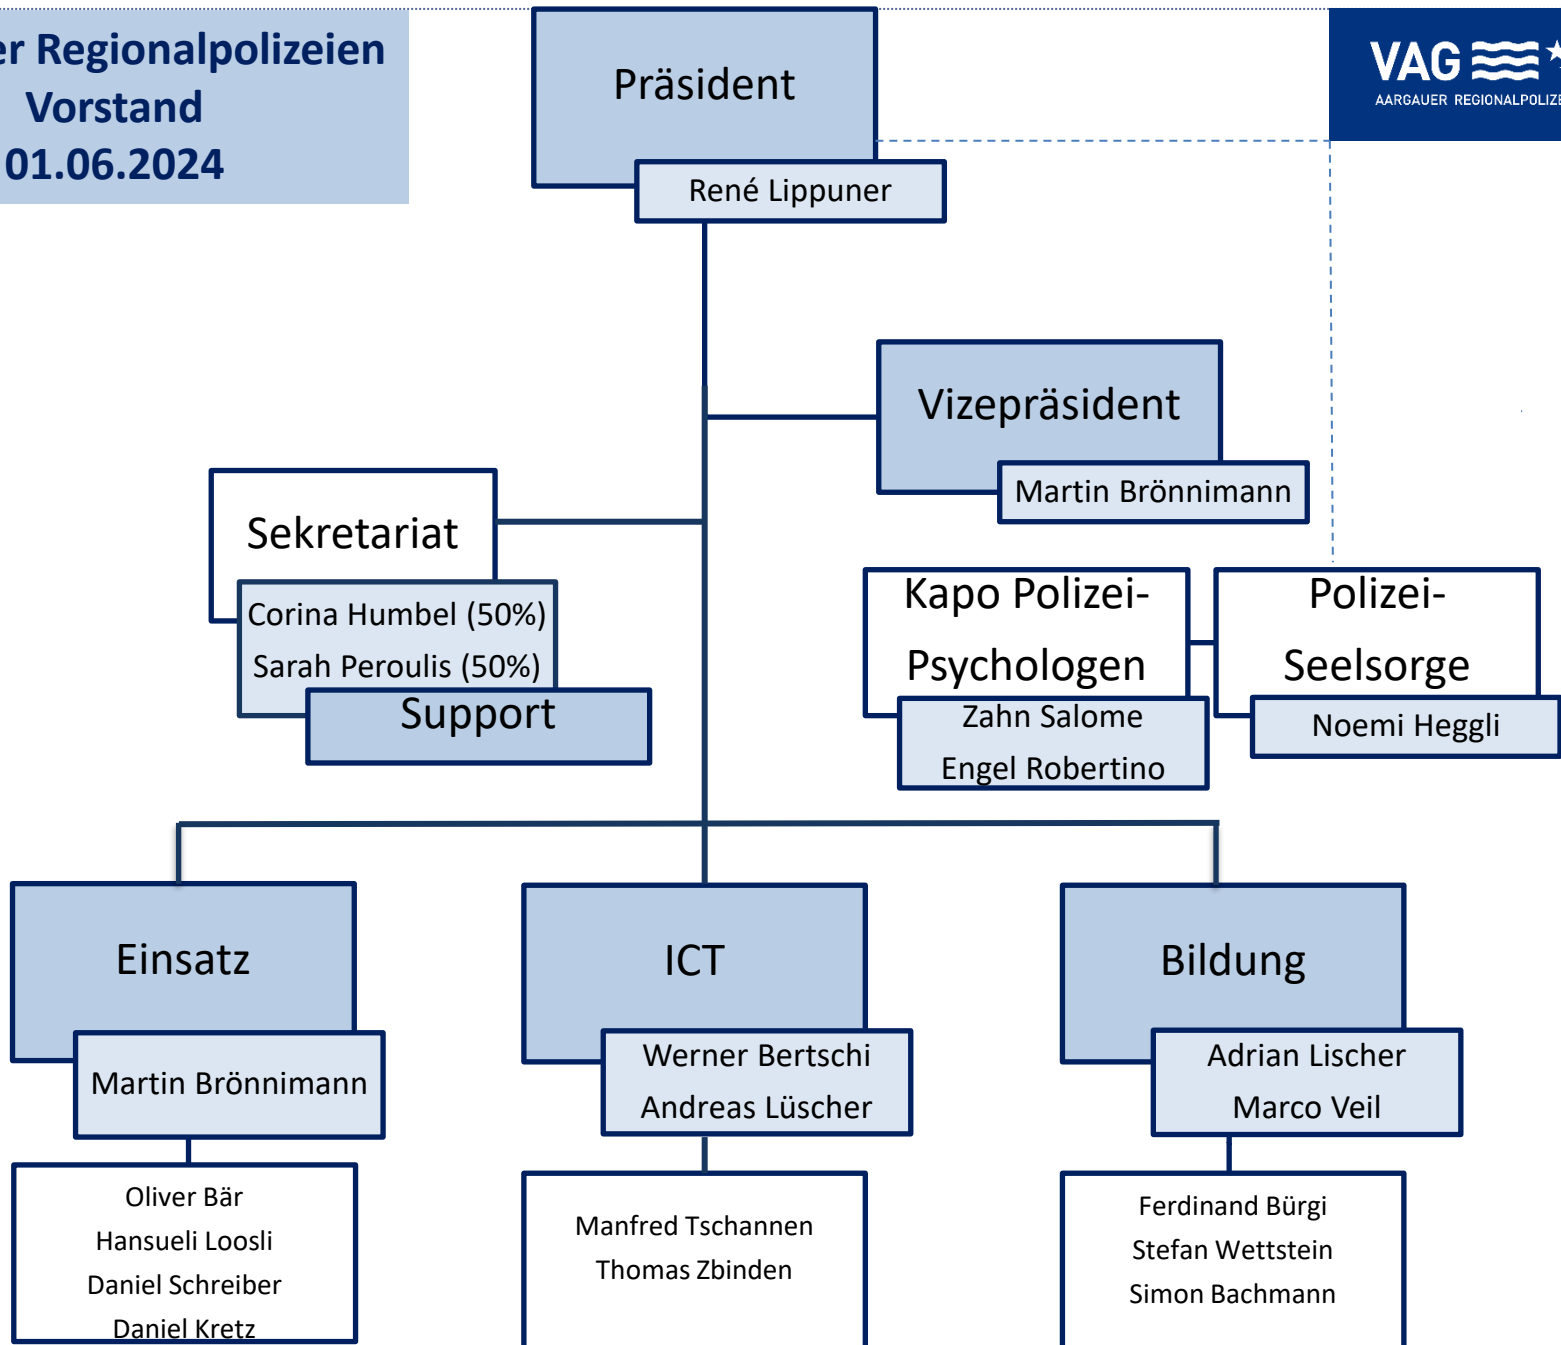 er Regionalpolizeien
Vorstand
01.06.2024
Präsident
René Lippuner
VAG
AARGAUER REGIONALPOLIZE
Vizepräsident
Martin Brönnimann
Sekretariat
Corina Humbel (50%)
Sarah Peroulis (50%)
Support
Kapo Polizei-
Psychologen
Zahn Salome
Engel Robertino
Polizei-
Seelsorge
Noemi Heggli
Einsatz
Martin Brönnimann
Oliver Bär
Hansueli Loosli
Daniel Schreiber
Daniel Kretz
ICT
Werner Bertschi
Andreas Lüscher
Manfred Tschannen
Thomas Zbinden
Bildung
Adrian Lischer
Marco Veil
Ferdinand Bürgi
Stefan Wettstein
Simon Bachmann